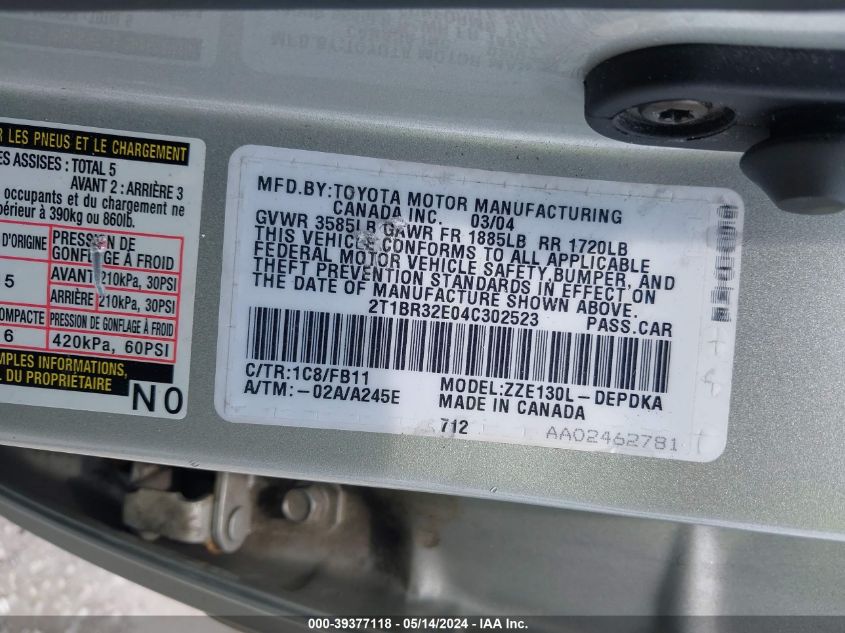 R LES PNEUS ET LE CHARGEMENT
ES ASSISES : TOTAL 5
AVANT 2 : ARRIÈRE 3
occupants et du chargement ne
périeur à 390kg ou 860lb.
D'ORIGINE PRESSION DE GONFLAGE À FROID
5 AVANT 210kPa, 30PSI
ARRIÈRE 210kPa, 30PSI
COMPACTE PRESSION DE GONFLAGE À FROID
6 420kPa, 60PSI
MPLES RENSEIGNEMENTS
L DU PROPRIÉTAIRE
NO
MFD.BY:TOYOTA MOTOR MANUFACTURING
CANADA INC. 03/04
GVWR 3585LB GAWR FR 1885LB RR 1720LB
THIS VEHICLE CONFORMS TO ALL APPLICABLE
FEDERAL MOTOR VEHICLE SAFETY,BUMPER, AND
THEFT PREVENTION STANDARDS IN EFFECT ON
THE DATE OF MANUFACTURE SHOWN ABOVE.
2T1BR32E04C302523 PASS.CAR
C/TR:1C8/FB11 MODEL:ZZE130L-DEPDKA
A/TM:-02A/A245E MADE IN CANADA
712 AA02462781
000-39377118 - 05/14/2024 - IAA Inc.